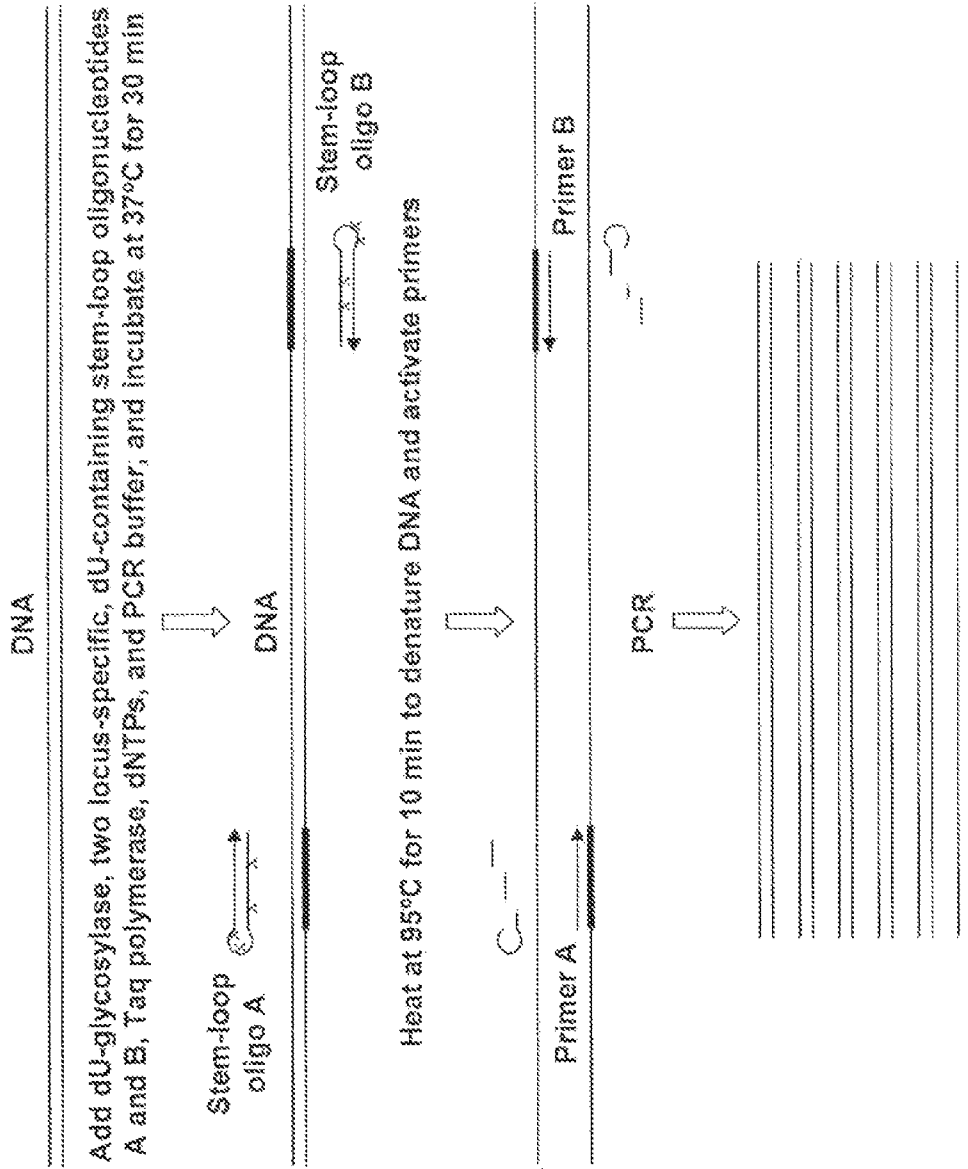 DNA
Add dU-glycosylase, two locus-specific, dU-containing stem-loop oligonucleotides
A and B, Taq polymerase, dNTPs, and PCR buffer, and incubate at 37ºC for 30 min
DNA
Stem-loop
oligo A
Stem-loop
oligo B
Heat at 95ºC for 10 min to denature DNA and activate primers
Primer A
Primer B
PCR